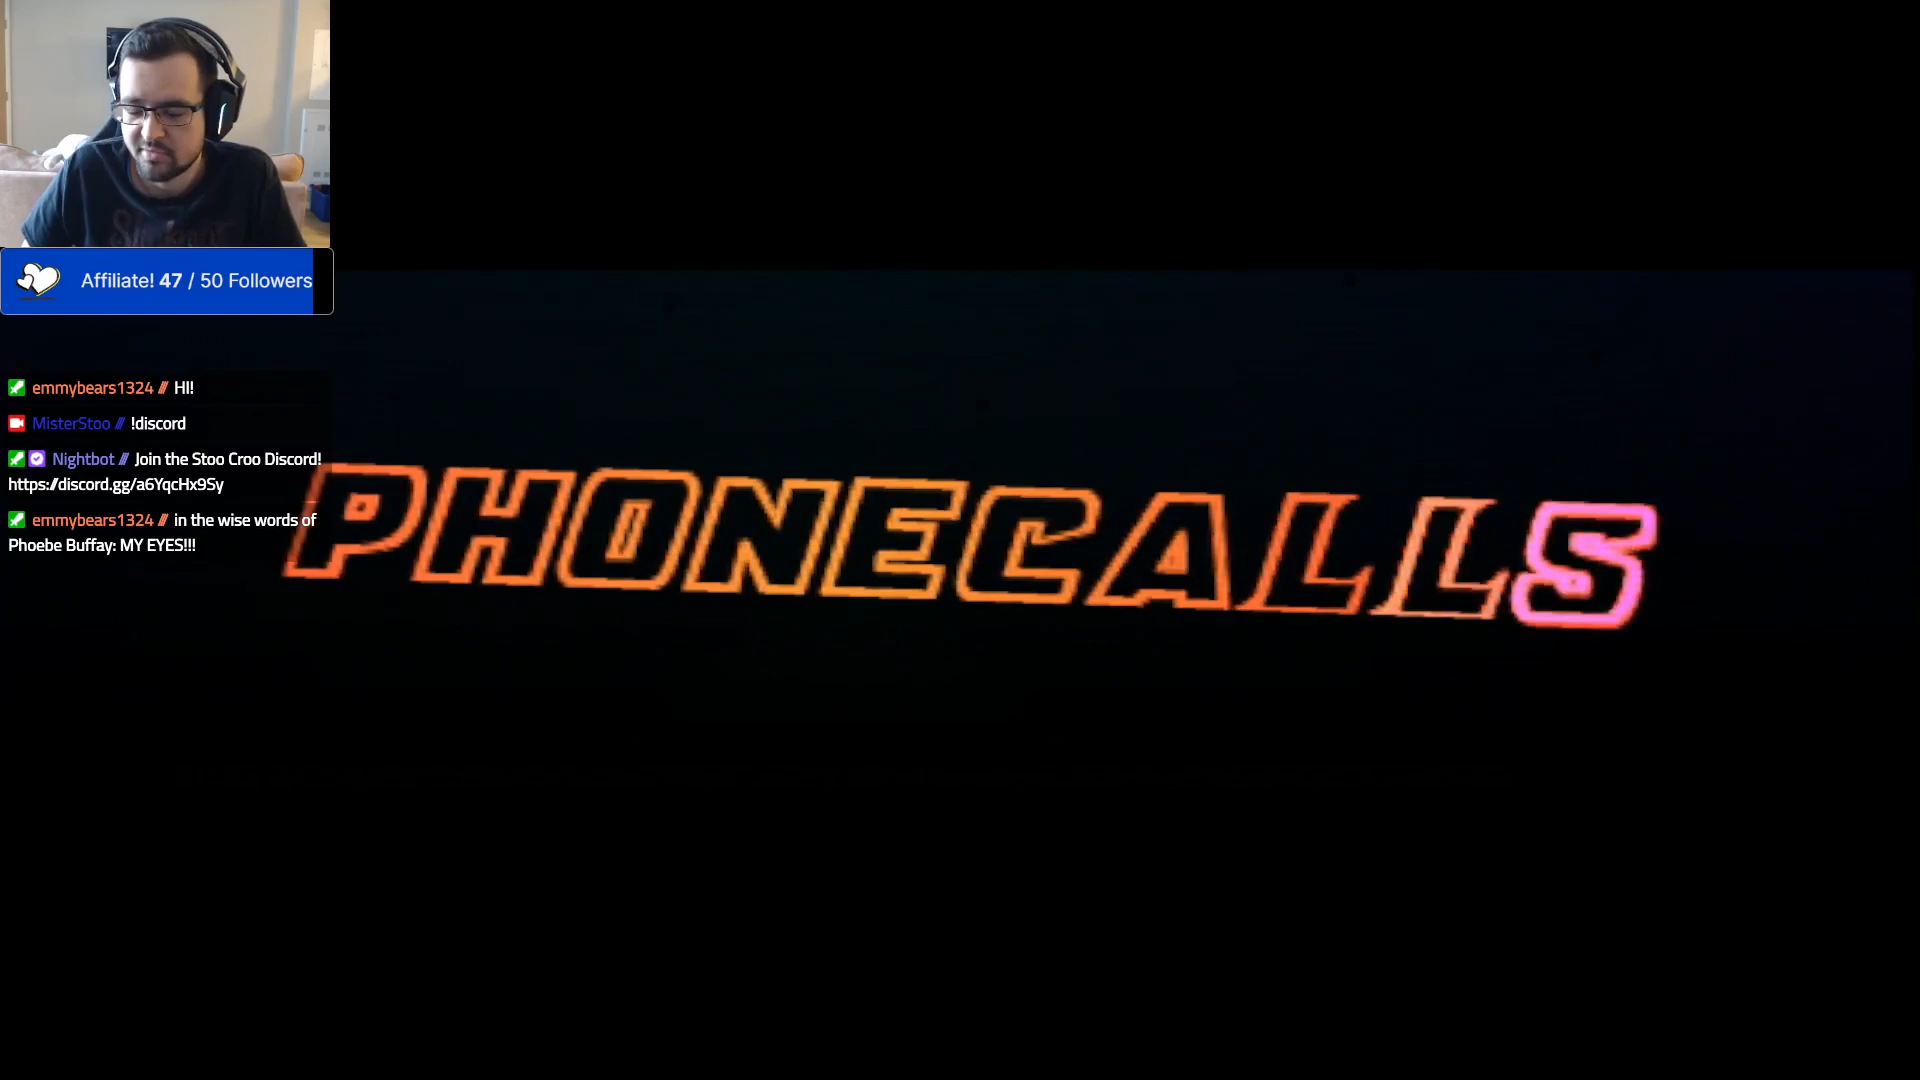 Affiliate! 47 / 50 Followers
emmybears1324 /// HI!
MisterStoo /// !discord
Nightbot /// Join the Stoo Croo Discord!
https://discord.gg/a6YqcHx9Sy
emmybears1324 /// in the wise words of
Phoebe Buffay: MY EYES!!!
PHONECALLS